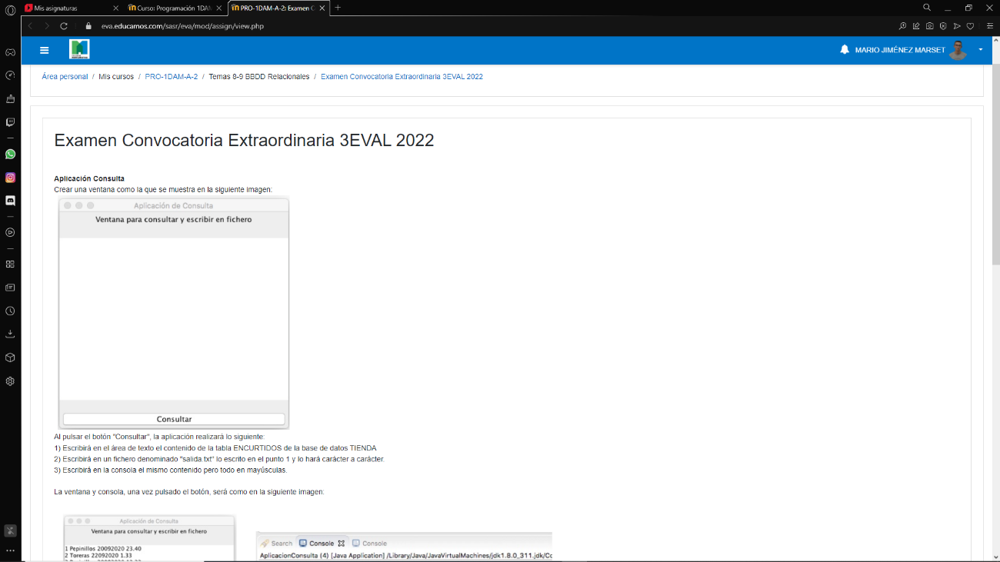 Mis asignaturas
Curso: Programación 1DAM
PRO-1DAM-A-2: Examen C
eva.educamos.com/sasr/eva/mod/assign/view.php
MARIO JIMÉNEZ MARSET
Área personal / Mis cursos / PRO-1DAM-A-2 / Temas 8-9 BBDD Relacionales / Examen Convocatoria Extraordinaria 3EVAL 2022
Examen Convocatoria Extraordinaria 3EVAL 2022
Aplicación Consulta
Crear una ventana como la que se muestra en la siguiente imagen:
Aplicación de Consulta
Ventana para consultar y escribir en fichero
Consultar
Al pulsar el botón "Consultar", la aplicación realizará lo siguiente:
1) Escribirá en el área de texto el contenido de la tabla ENCURTIDOS de la base de datos TIENDA
2) Escribirá en un fichero denominado "salida.txt" lo escrito en el punto 1 y lo hará carácter a carácter.
3) Escribirá en la consola el mismo contenido pero todo en mayúsculas.
La ventana y consola, una vez pulsado el botón, será como en la siguiente imagen:
Aplicación de Consulta
Ventana para consultar y escribir en fichero
1 Pepinillos 20092020 23.40
2 Toreras 22092020 1.33
Search Console Console
AplicacionConsulta (4) [Java Application] /Library/Java/JavaVirtualMachines/jdk1.8.0_311.jdk/Cc